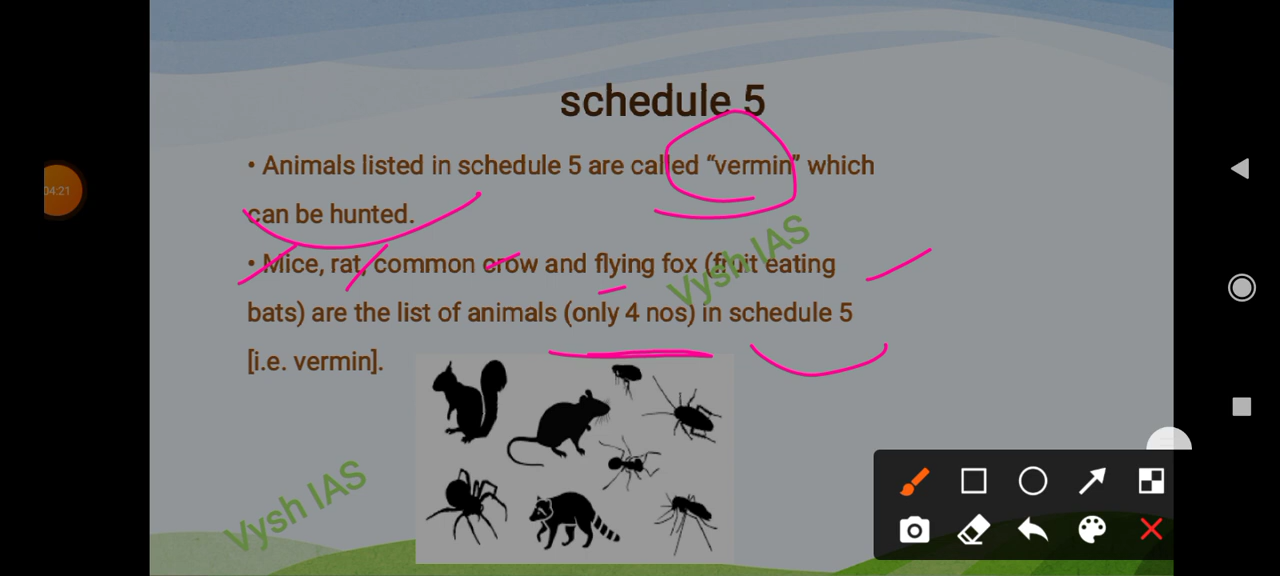 schedule 5
• Animals listed in schedule 5 are called “vermin” which
can be hunted.
04:21
• Mice, rat, common crow and flying fox (fruit eating
bats) are the list of animals (only 4 nos) in schedule 5
[i.e. vermin].
Vysh IAS
Vysh IAS